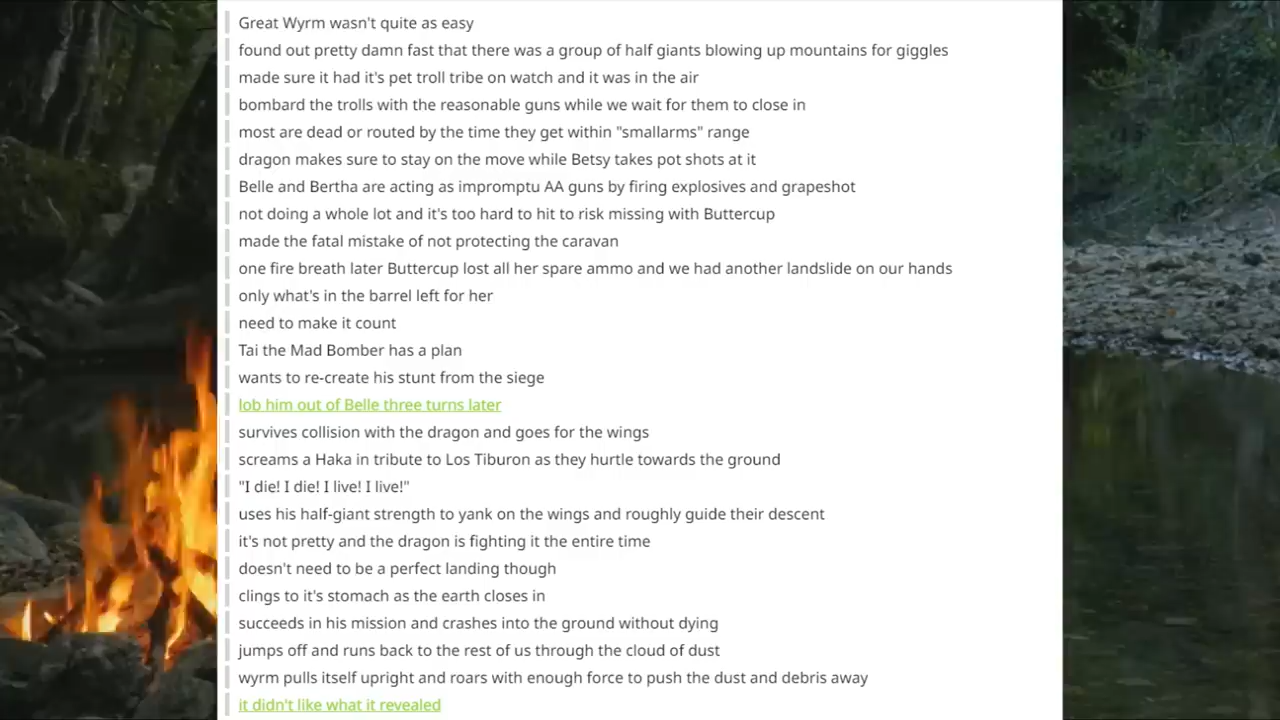 Great Wyrm wasn't quite as easy
found out pretty damn fast that there was a group of half giants blowing up mountains for giggles
made sure it had it's pet troll tribe on watch and it was in the air
bombard the trolls with the reasonable guns while we wait for them to close in
most are dead or routed by the time they get within "smallarms" range
dragon makes sure to stay on the move while Betsy takes pot shots at it
Belle and Bertha are acting as impromptu AA guns by firing explosives and grapeshot
not doing a whole lot and it's too hard to hit to risk missing with Buttercup
made the fatal mistake of not protecting the caravan
one fire breath later Buttercup lost all her spare ammo and we had another landslide on our hands
only what's in the barrel left for her
need to make it count
Tai the Mad Bomber has a plan
wants to re-create his stunt from the siege
lob him out of Belle three turns later
survives collision with the dragon and goes for the wings
screams a Haka in tribute to Los Tiburon as they hurtle towards the ground
"I die! I die! I live! I live!"
uses his half-giant strength to yank on the wings and roughly guide their descent
it's not pretty and the dragon is fighting it the entire time
doesn't need to be a perfect landing though
clings to it's stomach as the earth closes in
succeeds in his mission and crashes into the ground without dying
jumps off and runs back to the rest of us through the cloud of dust
wyrm pulls itself upright and roars with enough force to push the dust and debris away
it didn't like what it revealed